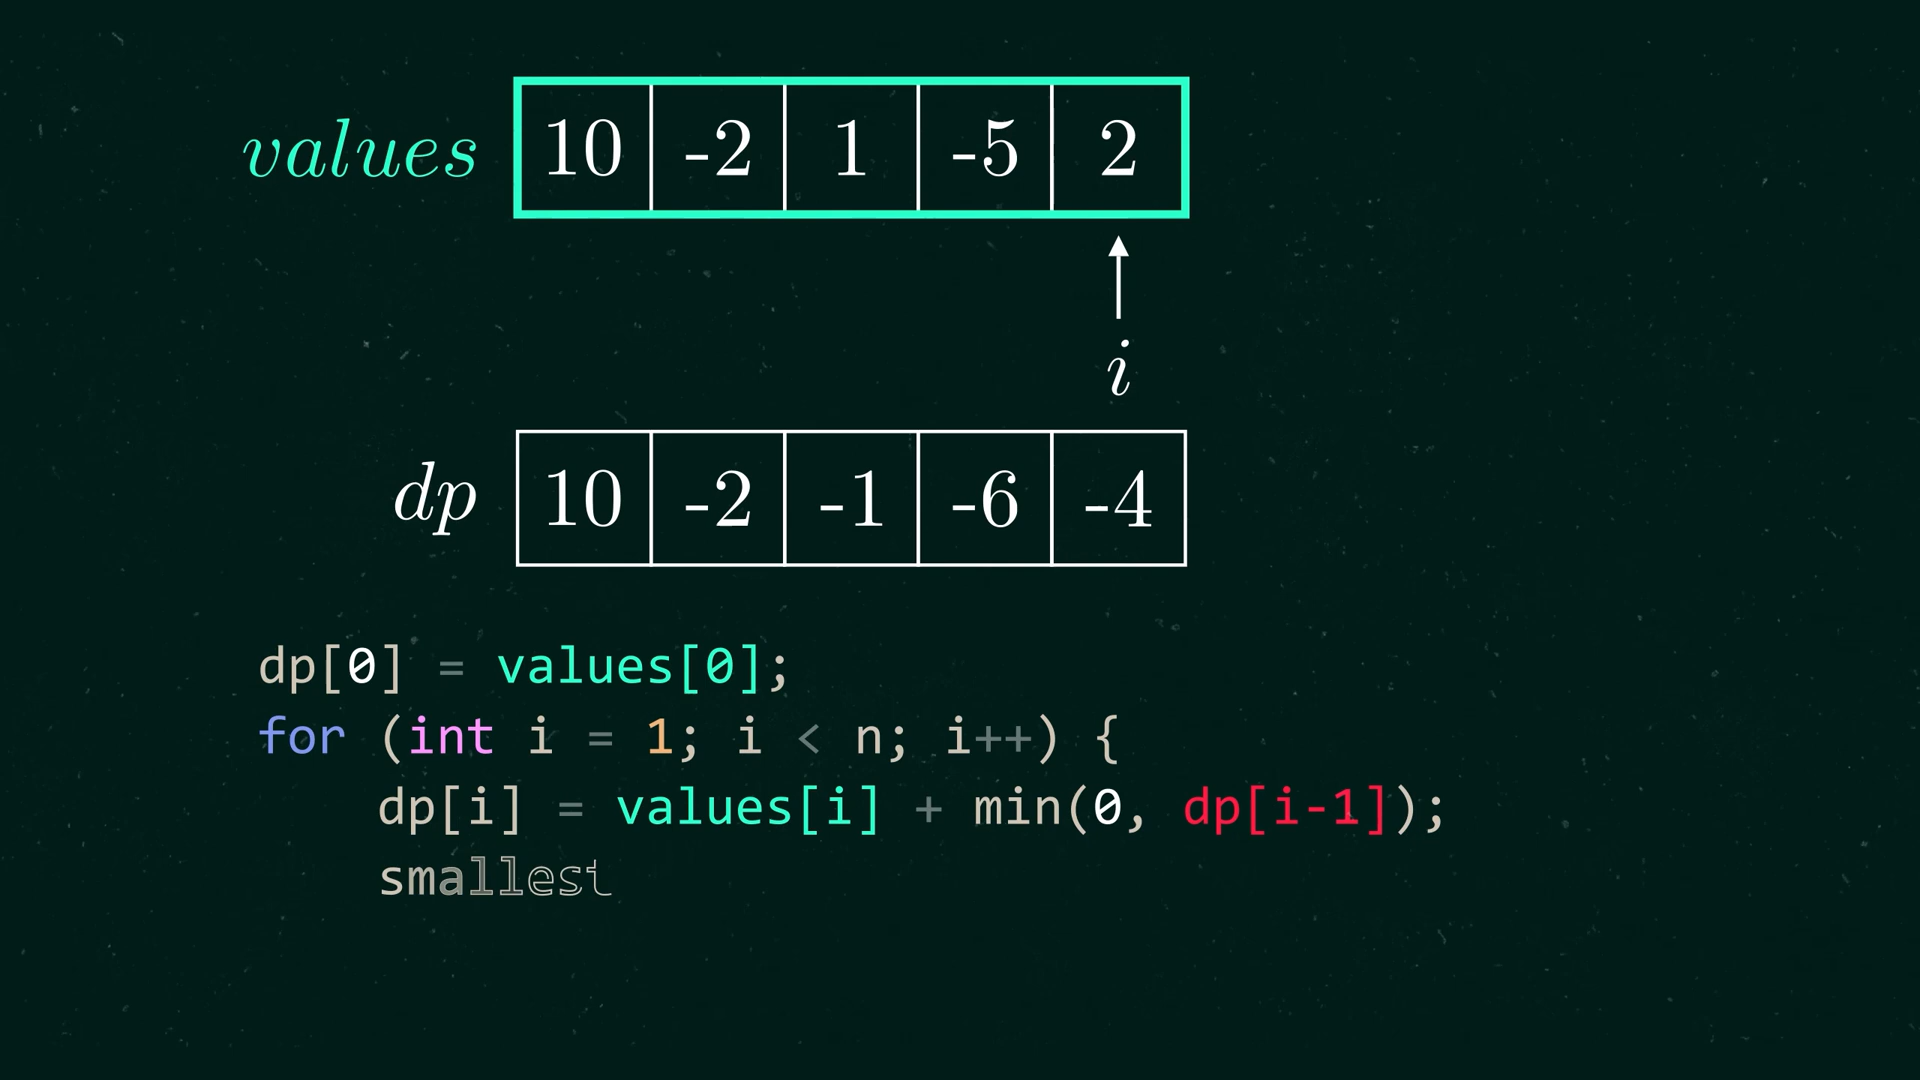 values 10 -2 1 -5 2
i
dp 10 -2 -1 -6 -4
dp[0] = values[0];
for (int i = 1; i < n; i++) {
dp[i] = values[i] + min(0, dp[i-1]);
smallest